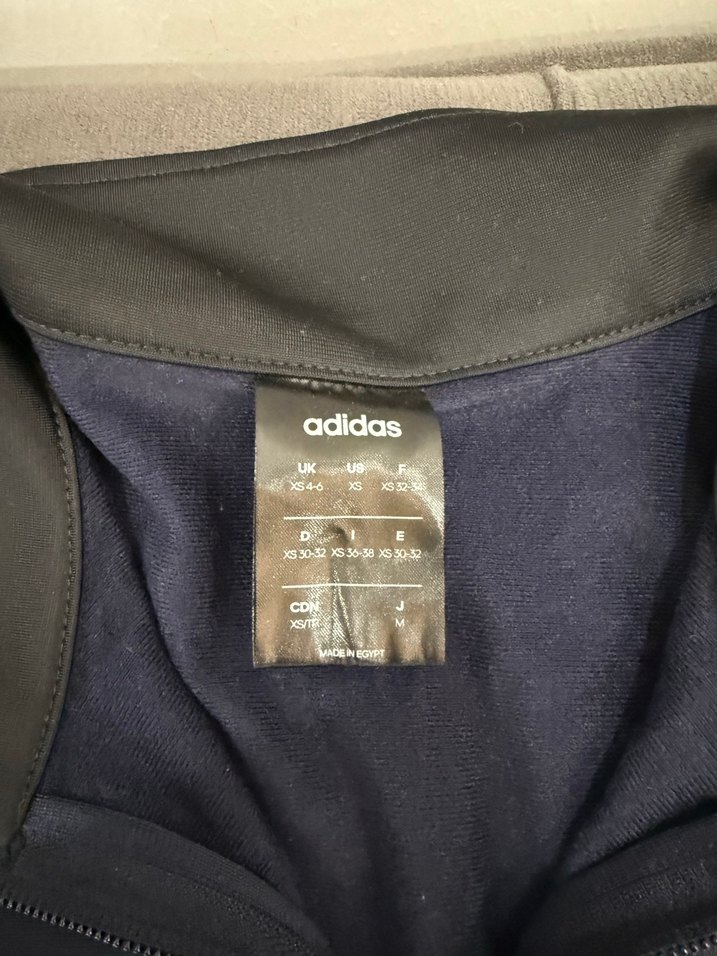 adidas
UK US F
XS 4-6 XS XS 32-34
D I E
XS 30-32 XS 36-38 XS 30-32
CDN J
XS/TP M
MADE IN EGYPT